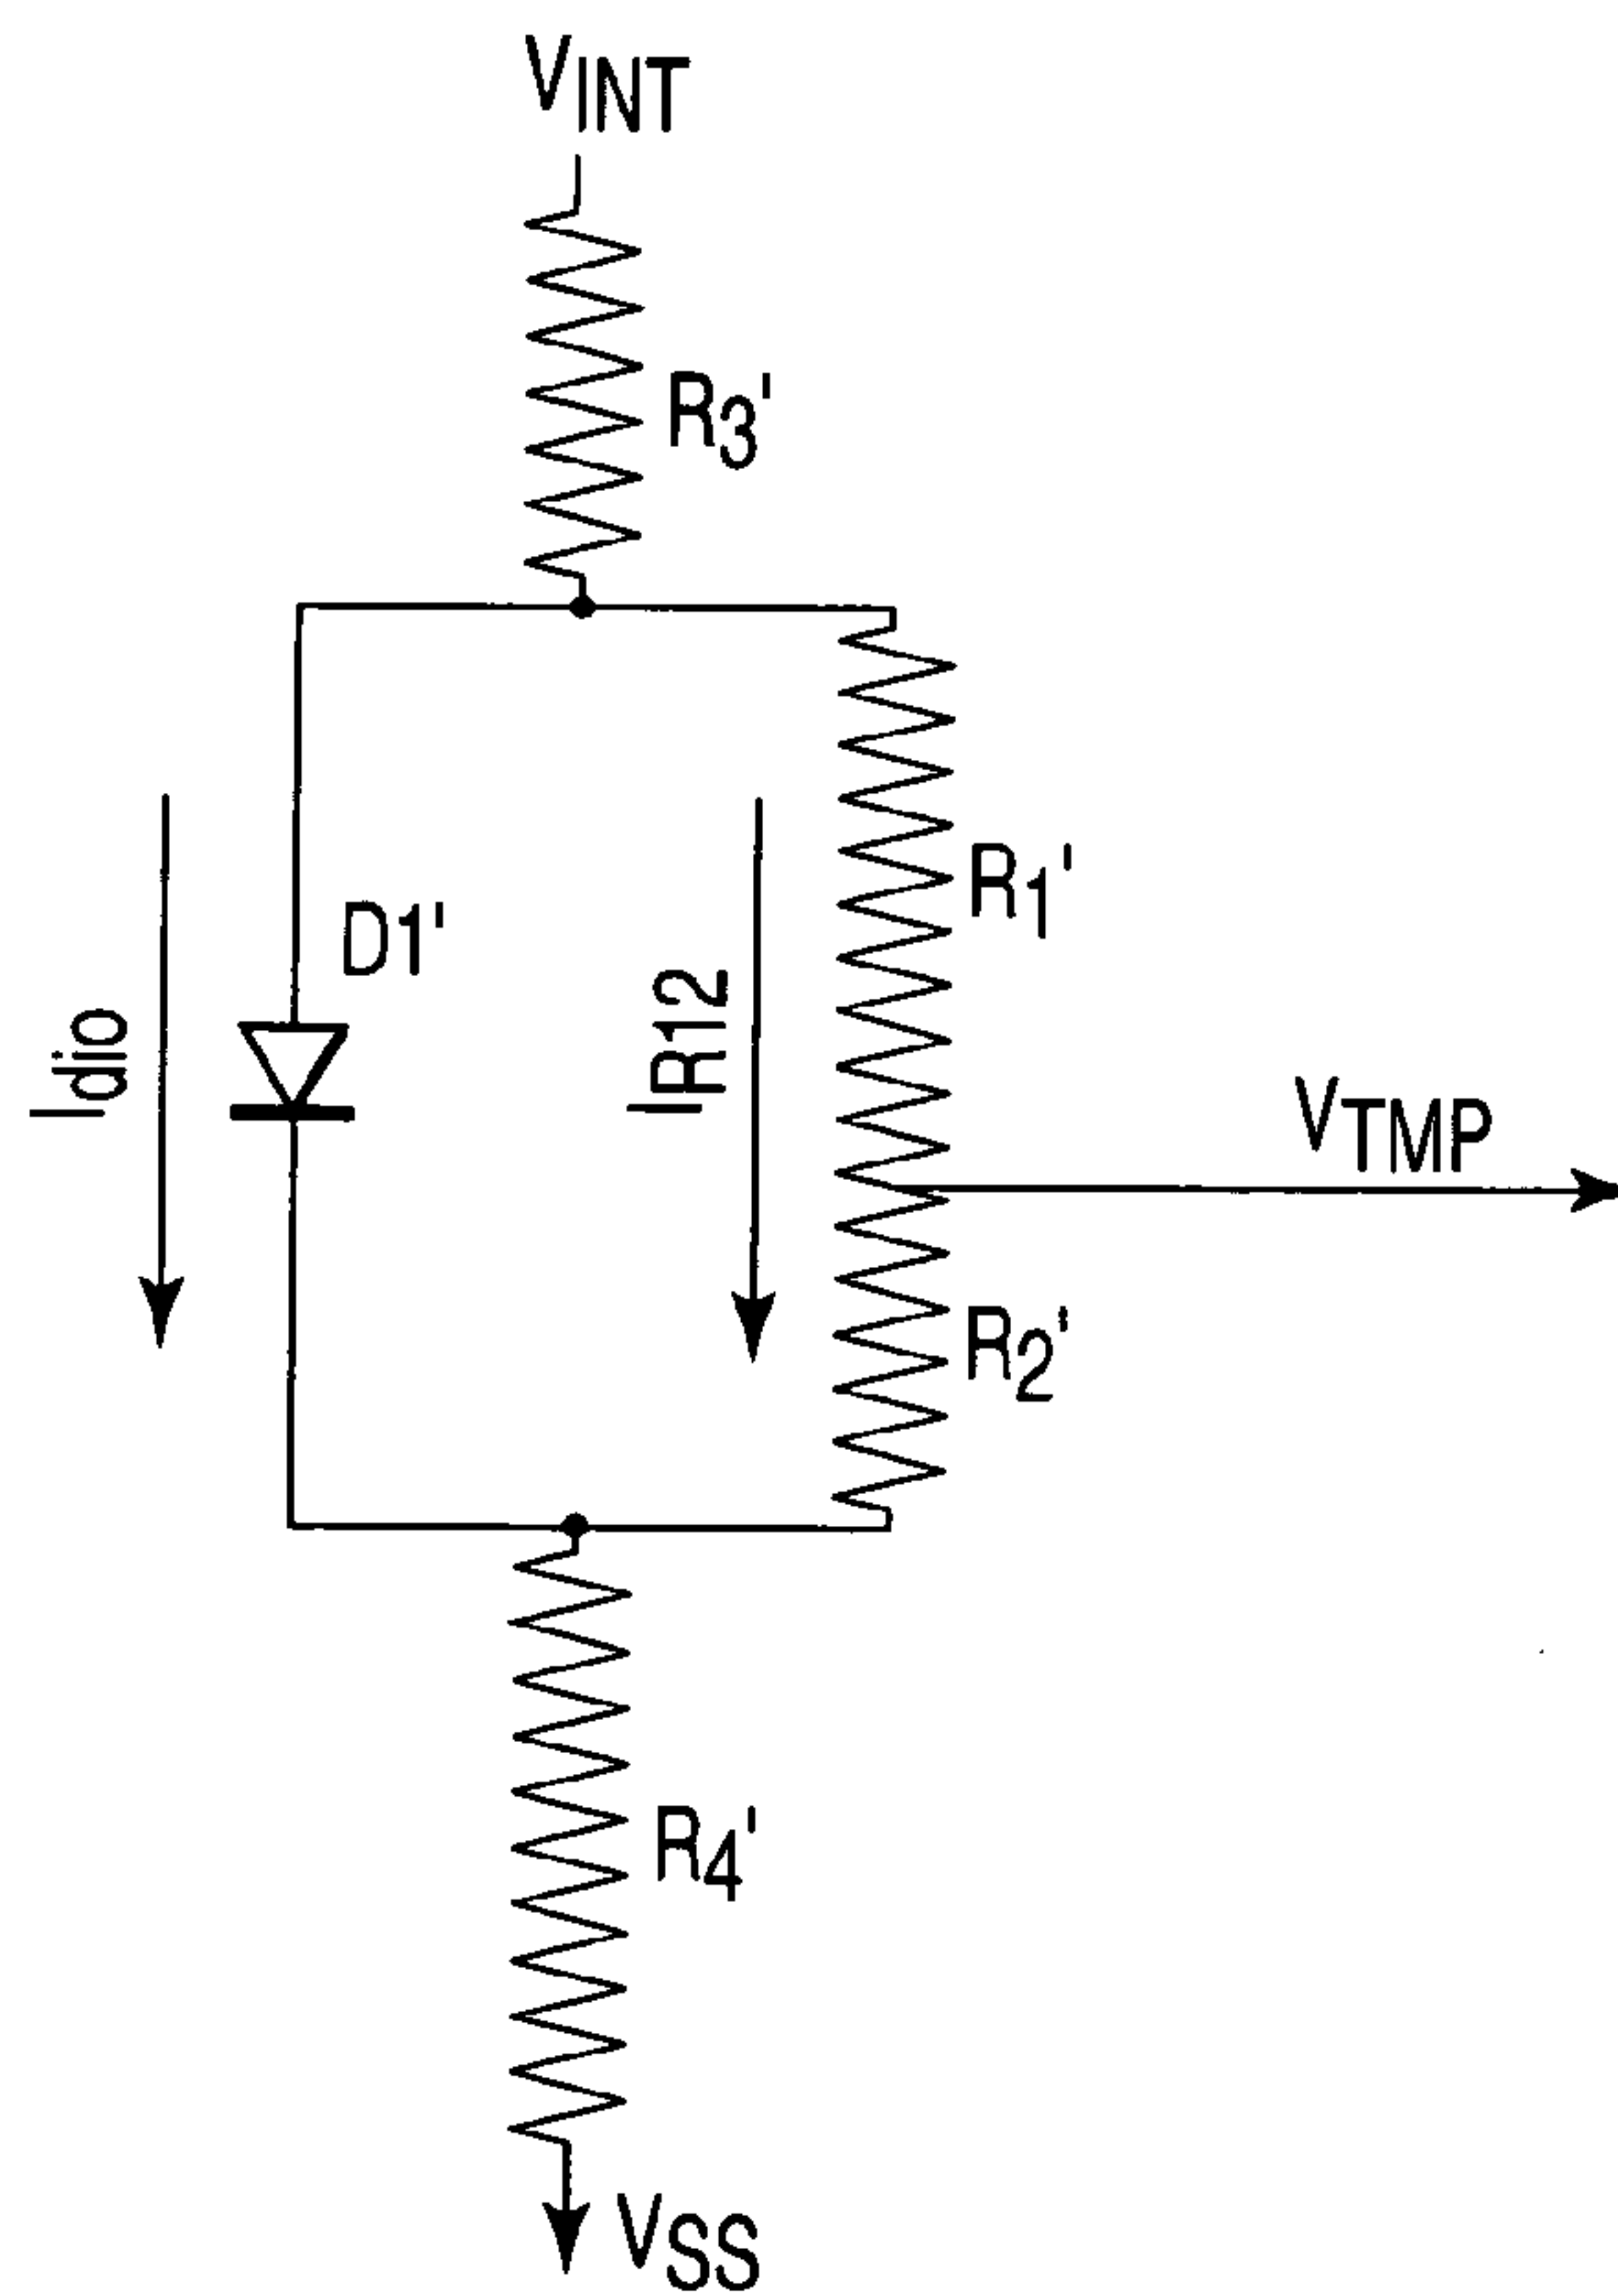 VINT
R3'
R1'
D1'
Idio
IR12
VTMP
R2'
R4'
VSS